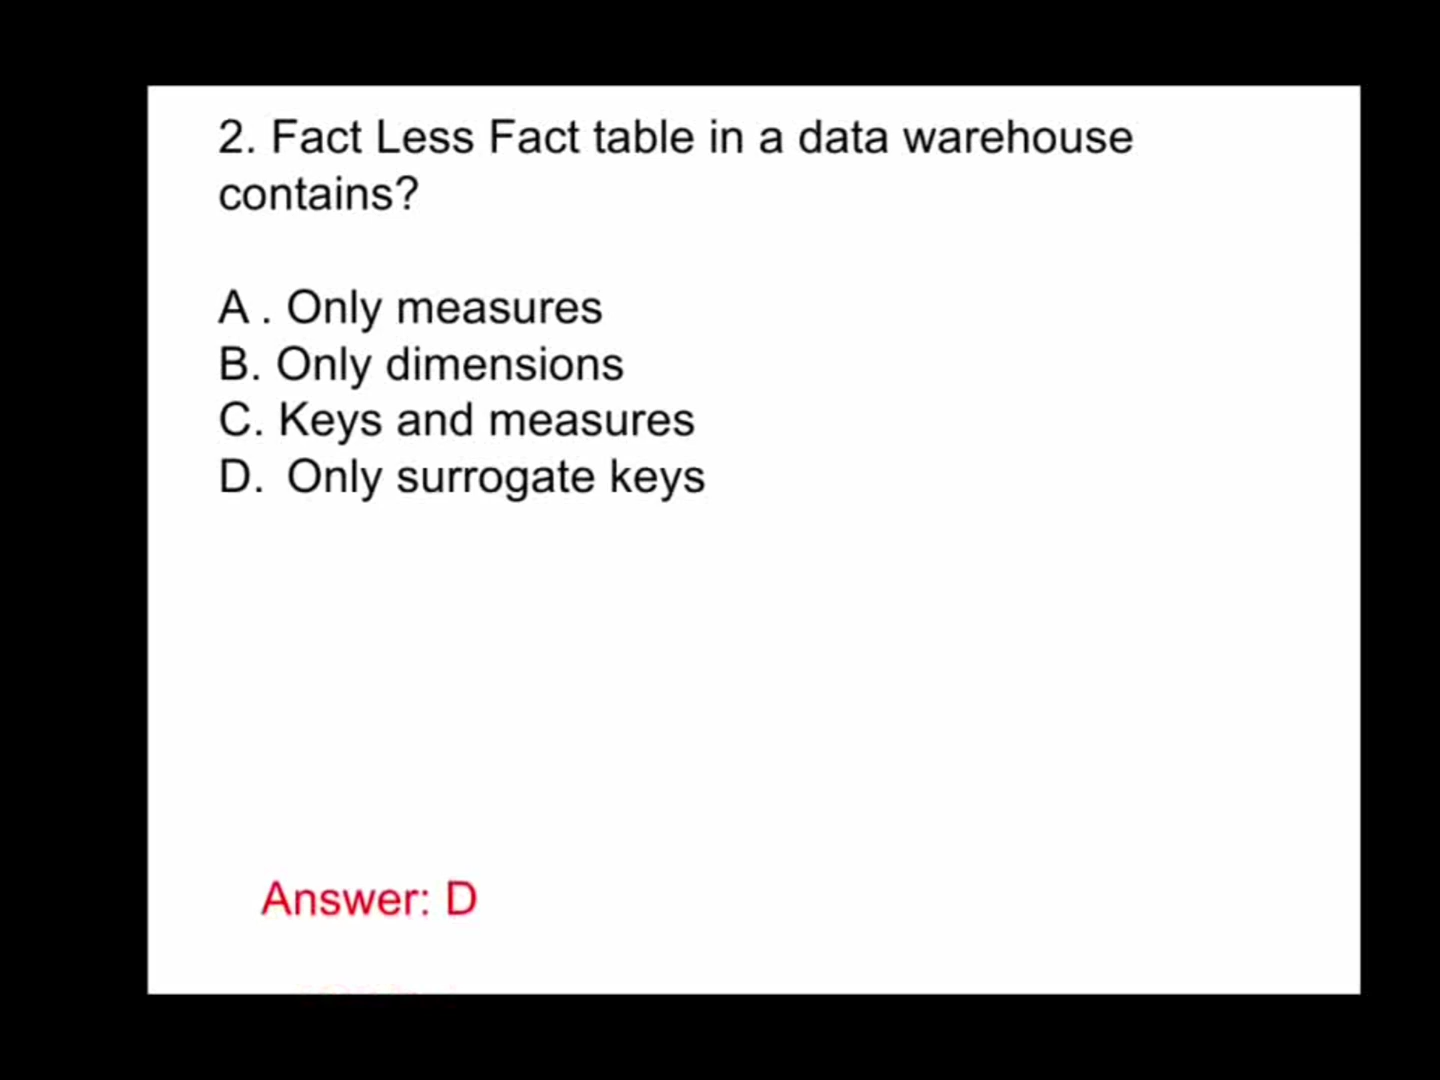 2. Fact Less Fact table in a data warehouse
contains?
A . Only measures
B. Only dimensions
C. Keys and measures
D. Only surrogate keys
Answer: D